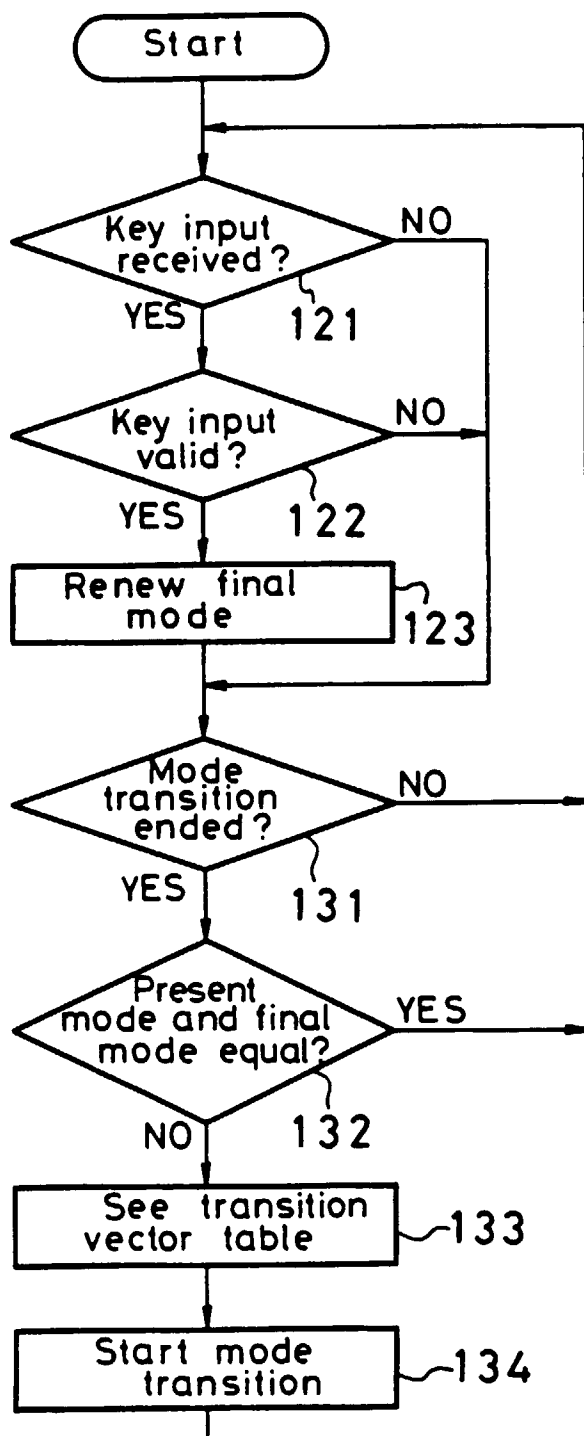 Start
Key input
received?
NO
YES
121
Key input
valid?
NO
YES
122
Renew final
mode
123
Mode
transition
ended?
NO
YES
131
Present
mode and final
mode equal?
YES
NO
132
See transition
vector table
133
Start mode
transition
134